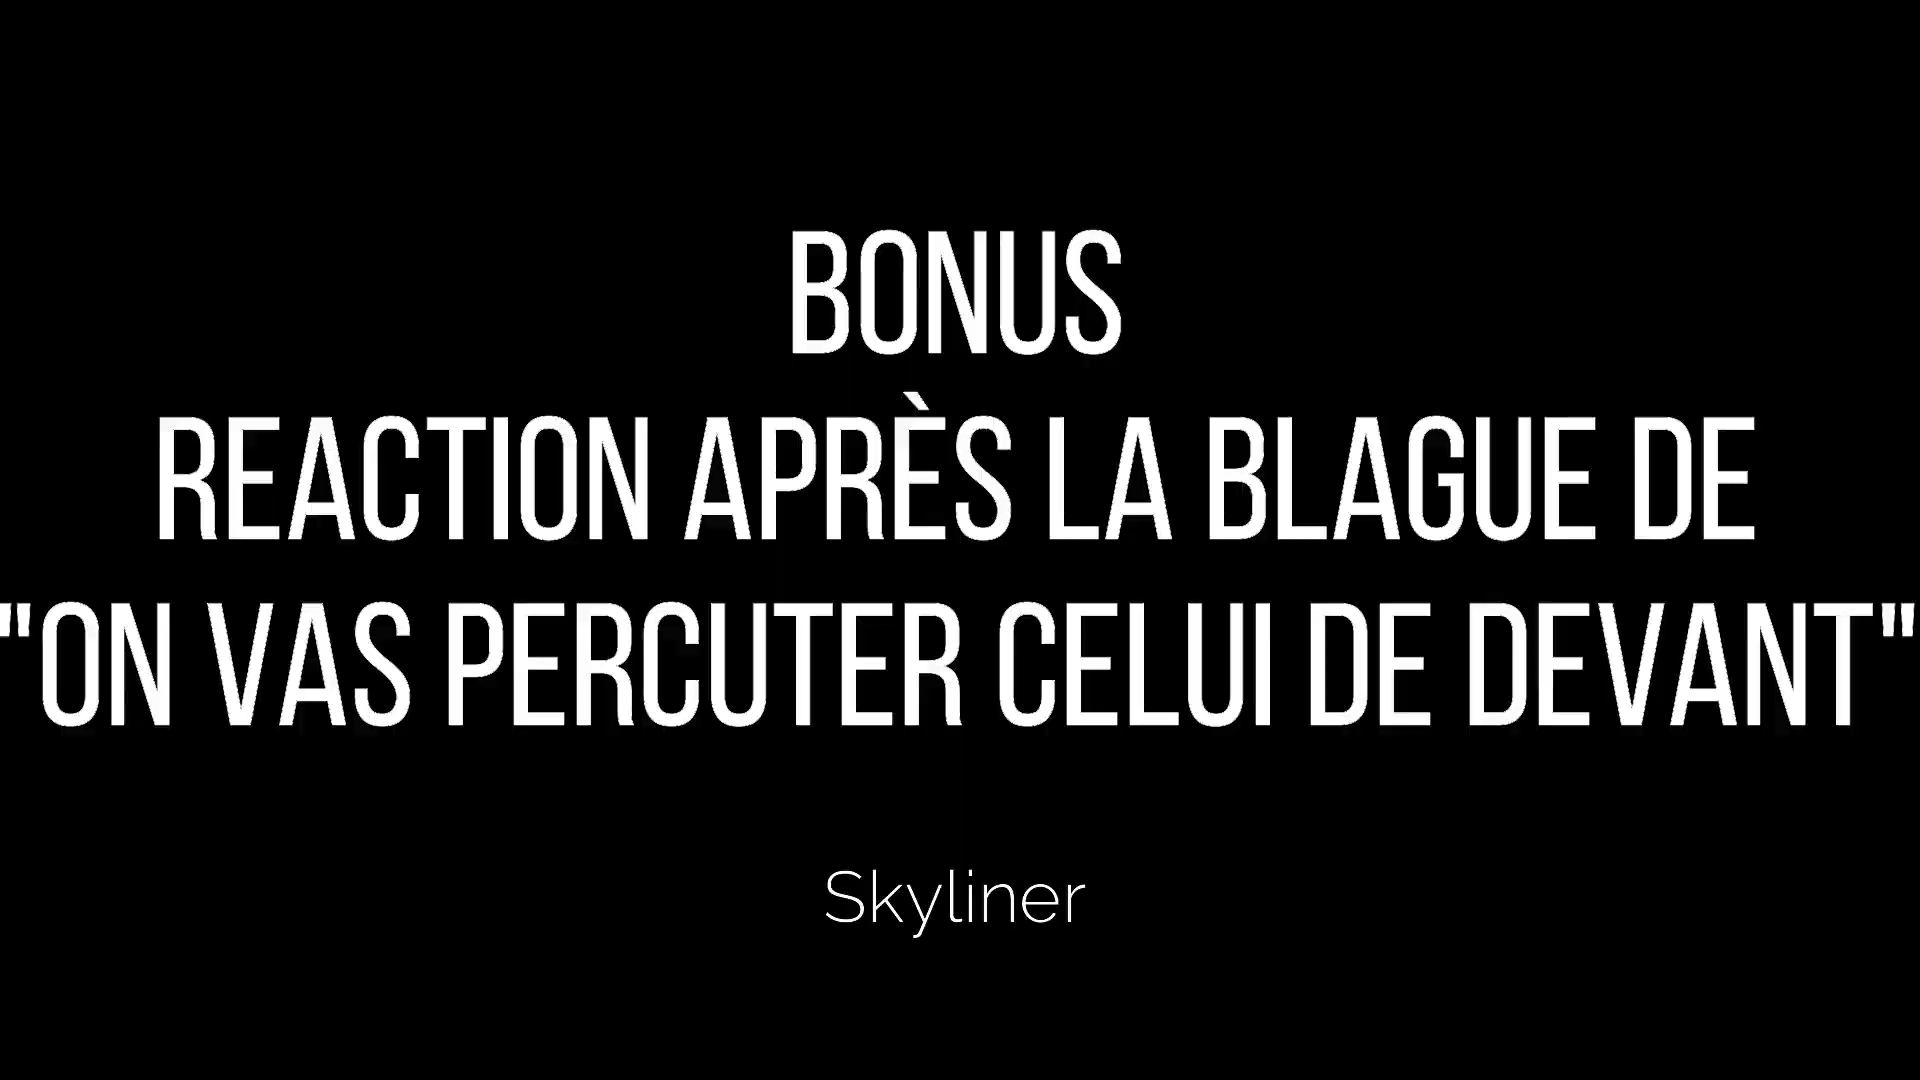 BONUS
REACTION APRÈS LA BLAGUE DE
"ON VAS PERCUTER CELUI DE DEVANT"
Skyliner